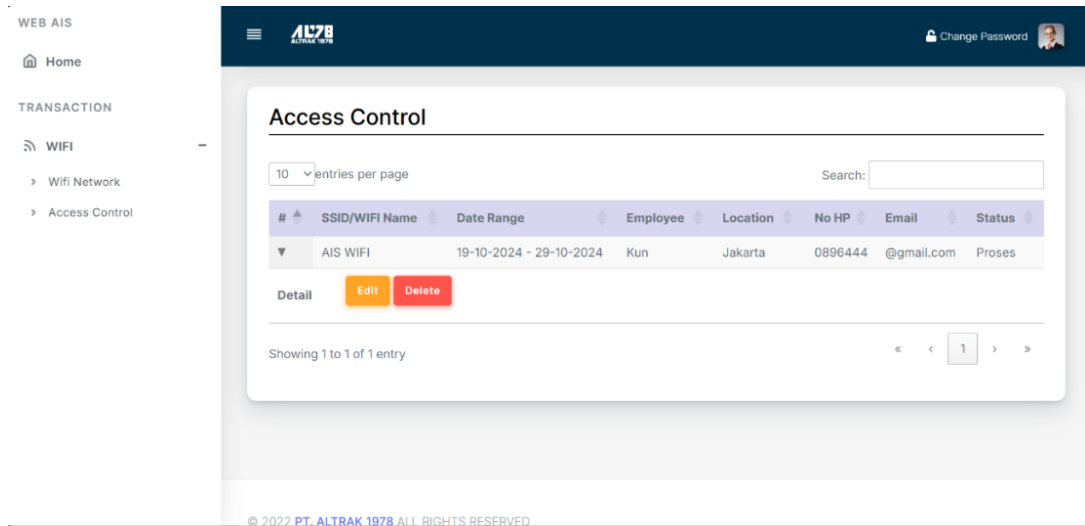 WEB AIS
Home
TRANSACTION
WIFI
Wifi Network
Access Control
AL78
ALTRAK 1978
Change Password
Access Control
10 entries per page
Search:
# SSID/WIFI Name Date Range Employee Location No HP Email Status
AIS WIFI 19-10-2024 - 29-10-2024 Kun Jakarta 0896444 @gmail.com Proses
Detail Edit Delete
Showing 1 to 1 of 1 entry
« ‹ 1 › »
© 2022 PT. ALTRAK 1978 ALL RIGHTS RESERVED